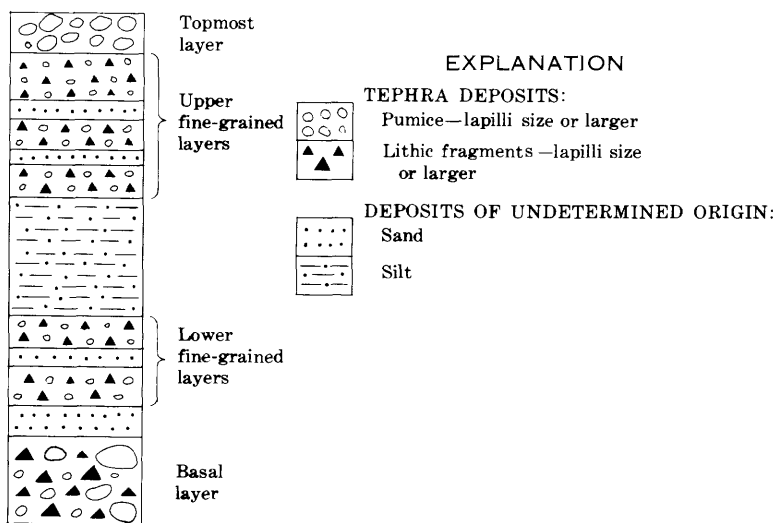 Topmost
layer
Upper
fine-grained
layers
Lower
fine-grained
layers
Basal
layer
EXPLANATION
TEPHRA DEPOSITS:
Pumice—lapilli size or larger
Lithic fragments—lapilli size
or larger
DEPOSITS OF UNDETERMINED ORIGIN:
Sand
Silt